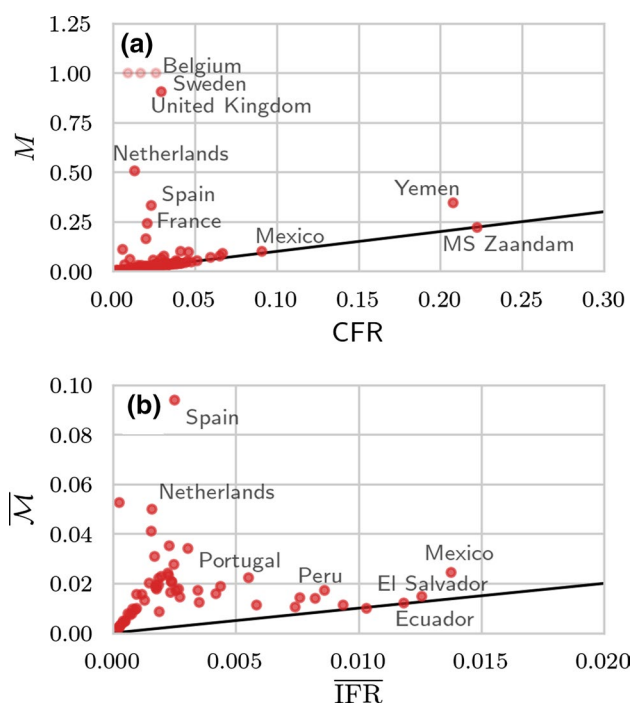 (a)
M
1.25
1.00
0.75
0.50
0.25
0.00
Belgium
Sweden
United Kingdom
Netherlands
Spain
France
Mexico
Yemen
MS Zaandam
0.00 0.05 0.10 0.15 0.20 0.25 0.30
CFR
(b)
M̅
0.10
0.08
0.06
0.04
0.02
0.00
Spain
Netherlands
Portugal
Peru
Mexico
El Salvador
Ecuador
0.000 0.005 0.010 0.015 0.020
I̅F̅R̅